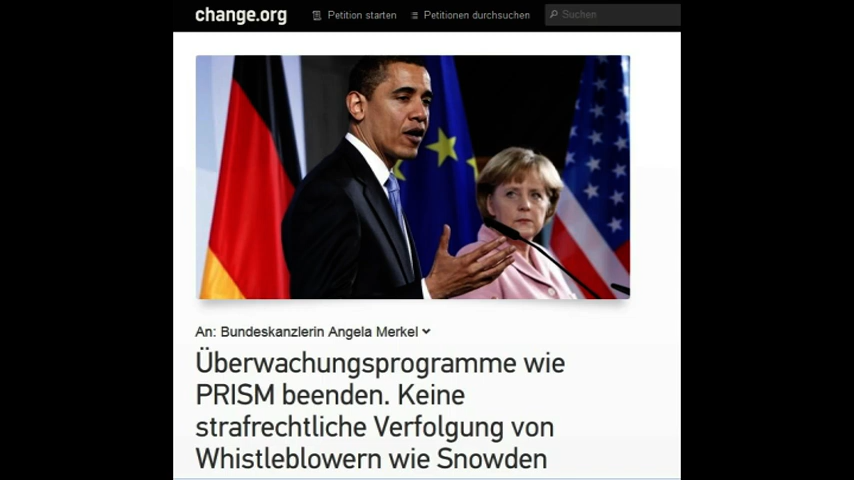 change.org
Petition starten
Petitionen durchsuchen
Suchen
An: Bundeskanzlerin Angela Merkel
Überwachungsprogramme wie
PRISM beenden. Keine
strafrechtliche Verfolgung von
Whistleblowern wie Snowden